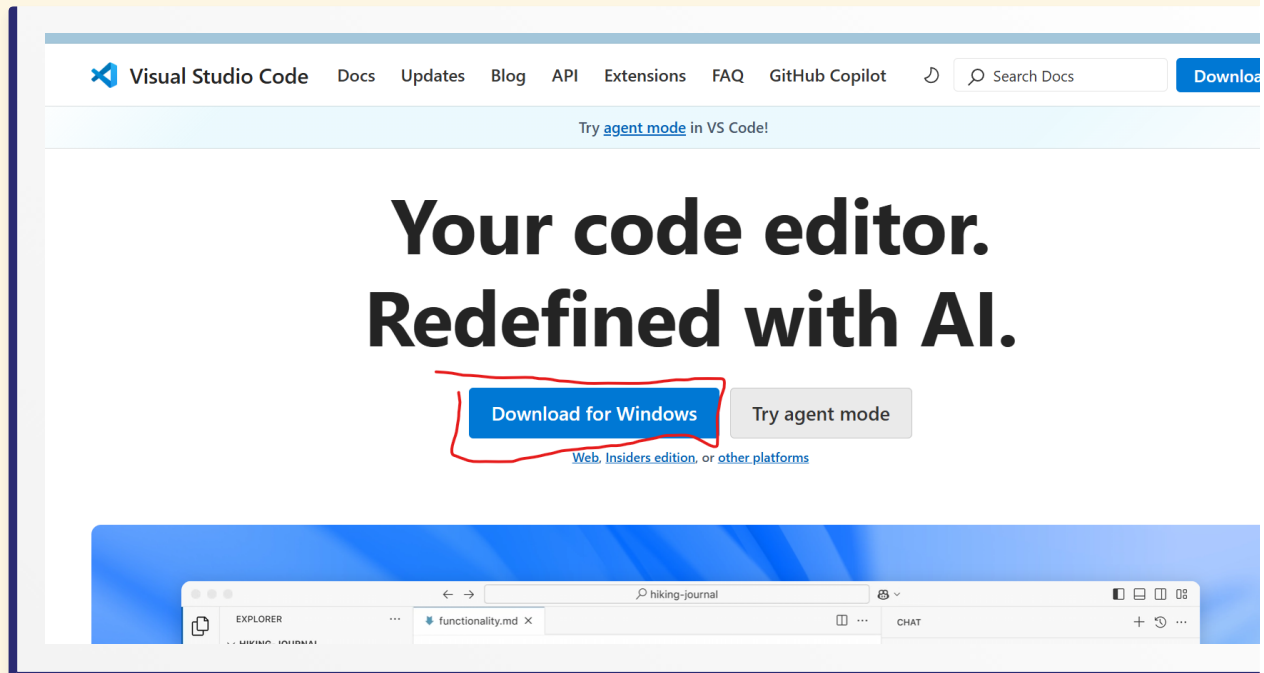 Visual Studio Code Docs Updates Blog API Extensions FAQ GitHub Copilot Search Docs
Try agent mode in VS Code!
Your code editor.
Redefined with AI.
Download for Windows Try agent mode
Web, Insiders edition, or other platforms
hiking-journal
EXPLORER ··· functionality.md CHAT